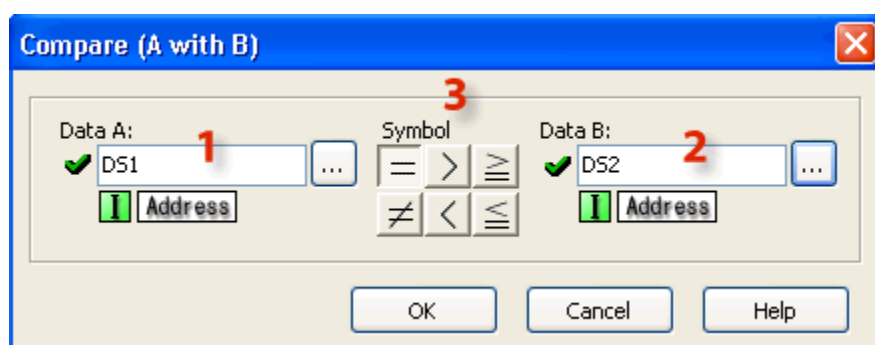 Compare (A with B)
3
Data A: Symbol Data B:
1 2
DS1 ... = > ≧ DS2 ...
I Address ≠ < ≦ I Address
OK Cancel Help